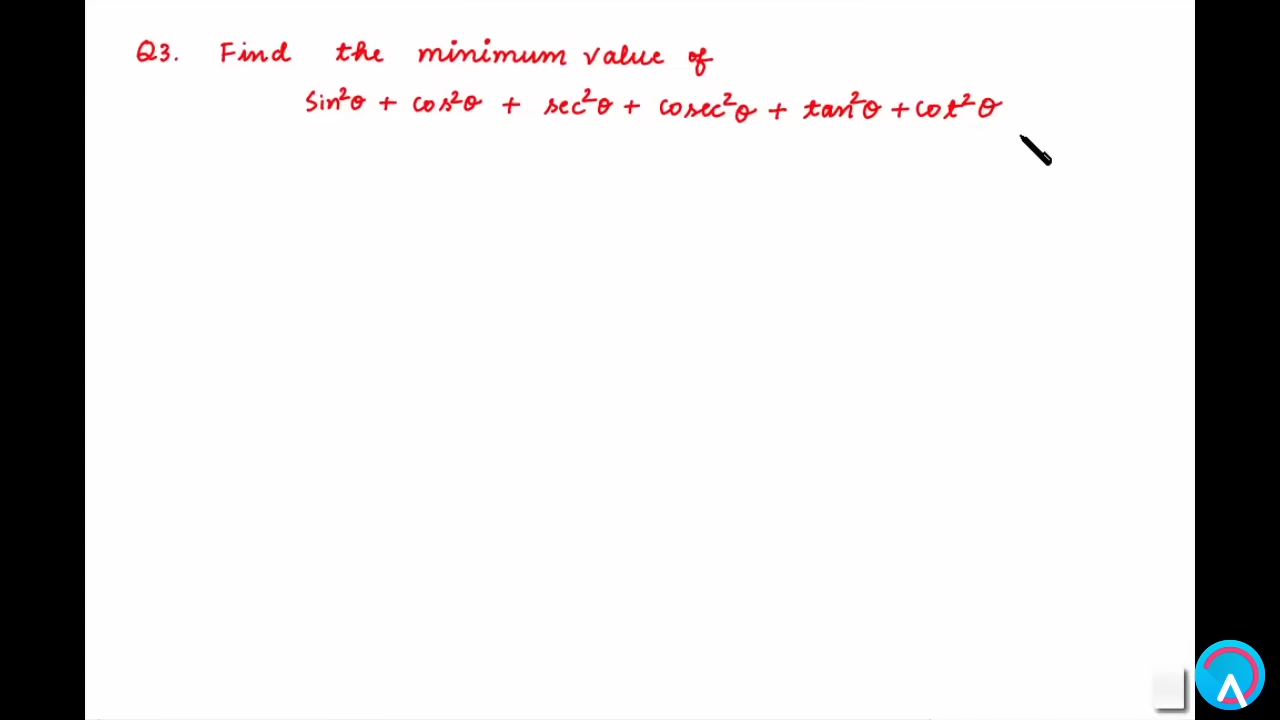 Q3. Find the minimum value of
sin²θ + cos²θ + sec²θ + cosec²θ + tan²θ + cot²θ